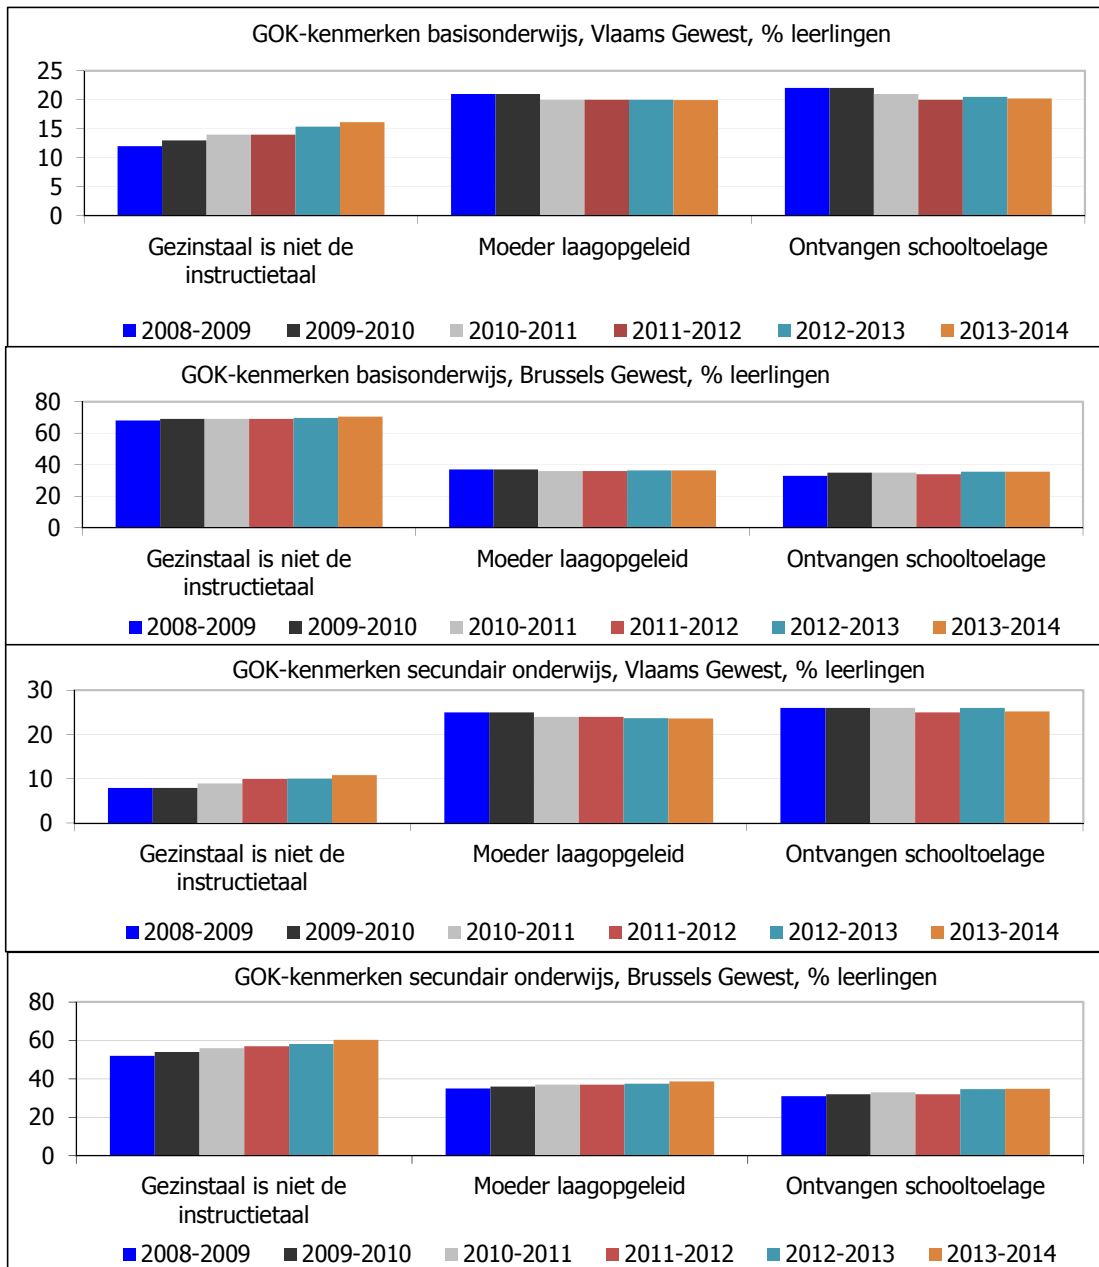 GOK-kenmerken basisonderwijs, Vlaams Gewest, % leerlingen
25
20
15
10
5
0
Gezinstaal is niet de instructietaal
Moeder laagopgeleid
Ontvangen schooltoelage
2008-2009 2009-2010 2010-2011 2011-2012 2012-2013 2013-2014
GOK-kenmerken basisonderwijs, Brussels Gewest, % leerlingen
80
60
40
20
0
Gezinstaal is niet de instructietaal
Moeder laagopgeleid
Ontvangen schooltoelage
2008-2009 2009-2010 2010-2011 2011-2012 2012-2013 2013-2014
GOK-kenmerken secundair onderwijs, Vlaams Gewest, % leerlingen
30
20
10
0
Gezinstaal is niet de instructietaal
Moeder laagopgeleid
Ontvangen schooltoelage
2008-2009 2009-2010 2010-2011 2011-2012 2012-2013 2013-2014
GOK-kenmerken secundair onderwijs, Brussels Gewest, % leerlingen
80
60
40
20
0
Gezinstaal is niet de instructietaal
Moeder laagopgeleid
Ontvangen schooltoelage
2008-2009 2009-2010 2010-2011 2011-2012 2012-2013 2013-2014